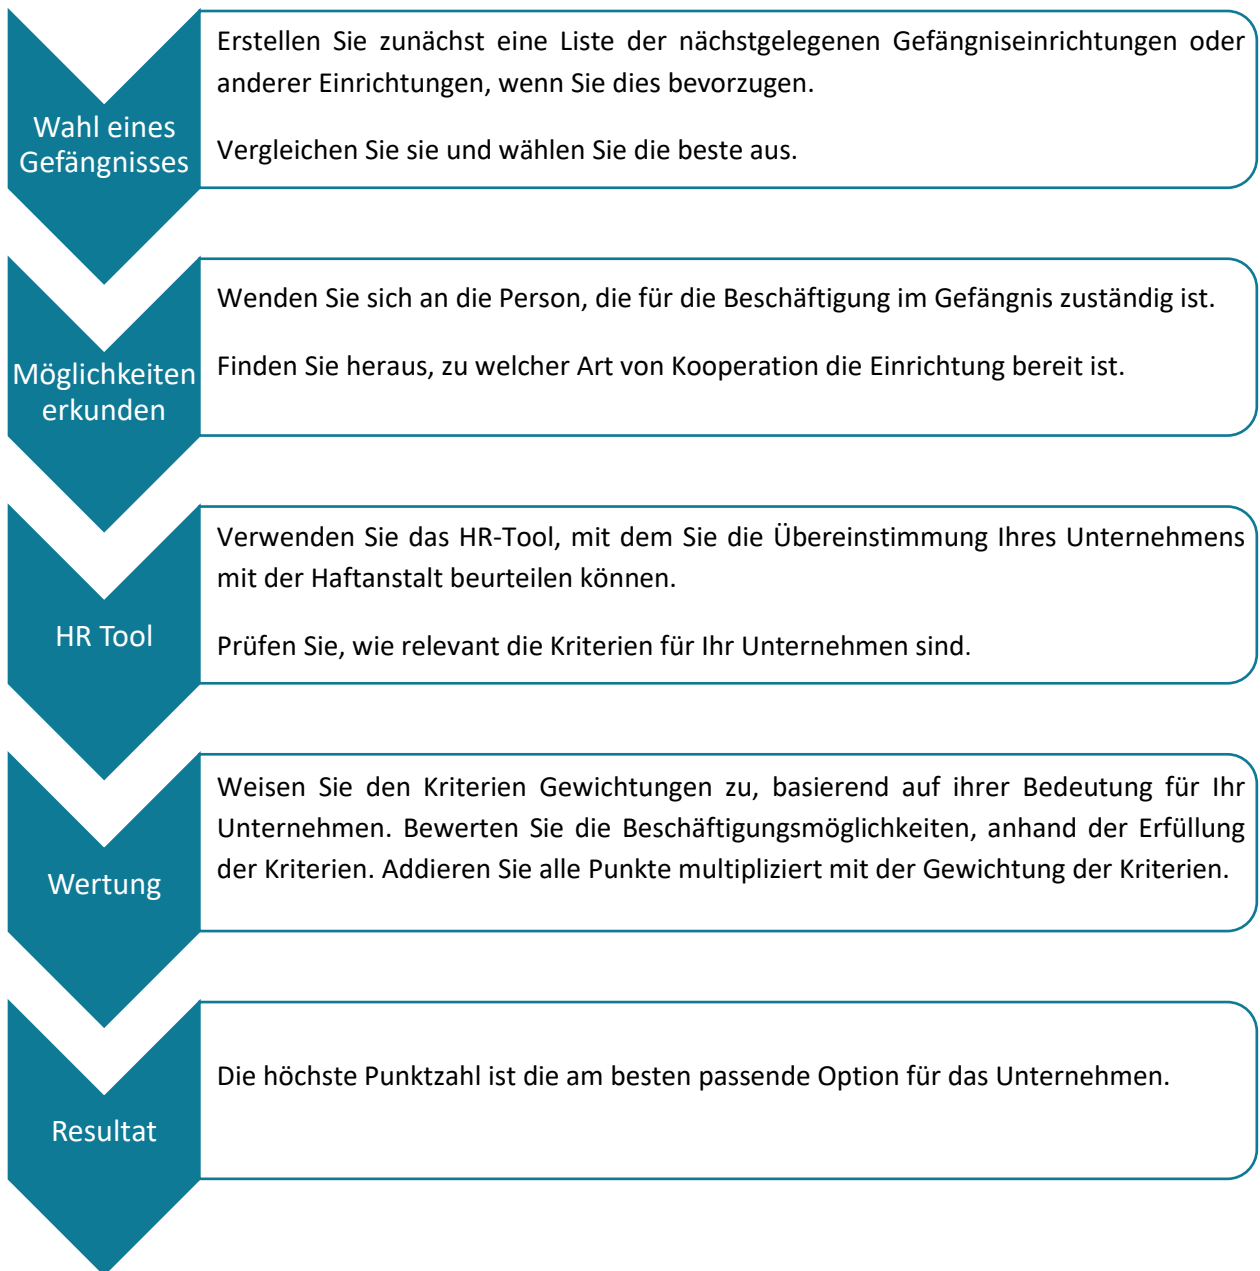 Wahl eines
Gefängnisses
Erstellen Sie zunächst eine Liste der nächstgelegenen Gefängniseinrichtungen oder
anderer Einrichtungen, wenn Sie dies bevorzugen.
Vergleichen Sie sie und wählen Sie die beste aus.
Möglichkeiten
erkunden
Wenden Sie sich an die Person, die für die Beschäftigung im Gefängnis zuständig ist.
Finden Sie heraus, zu welcher Art von Kooperation die Einrichtung bereit ist.
HR Tool
Verwenden Sie das HR-Tool, mit dem Sie die Übereinstimmung Ihres Unternehmens
mit der Haftanstalt beurteilen können.
Prüfen Sie, wie relevant die Kriterien für Ihr Unternehmen sind.
Wertung
Weisen Sie den Kriterien Gewichtungen zu, basierend auf ihrer Bedeutung für Ihr
Unternehmen. Bewerten Sie die Beschäftigungsmöglichkeiten, anhand der Erfüllung
der Kriterien. Addieren Sie alle Punkte multipliziert mit der Gewichtung der Kriterien.
Resultat
Die höchste Punktzahl ist die am besten passende Option für das Unternehmen.